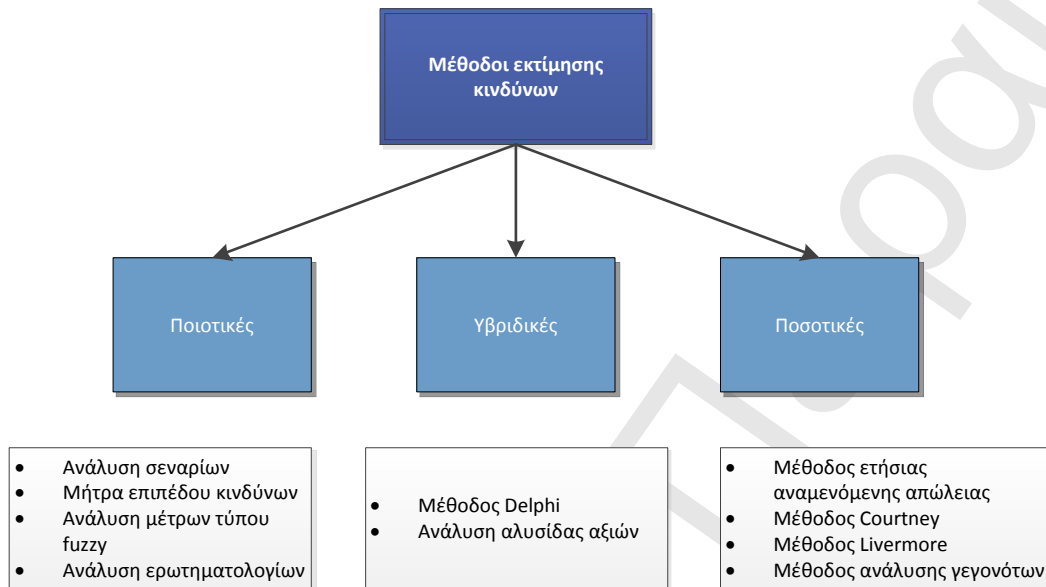 Μέθοδοι εκτίμησης
κινδύνων
Ποιοτικές
Υβριδικές
Ποσοτικές
• Ανάλυση σεναρίων
• Μήτρα επιπέδου κινδύνων
• Ανάλυση μέτρων τύπου
fuzzy
• Ανάλυση ερωτηματολογίων
• Μέθοδος Delphi
• Ανάλυση αλυσίδας αξιών
• Μέθοδος ετήσιας
αναμενόμενης απώλειας
• Μέθοδος Courtney
• Μέθοδος Livermore
• Μέθοδος ανάλυσης γεγονότων